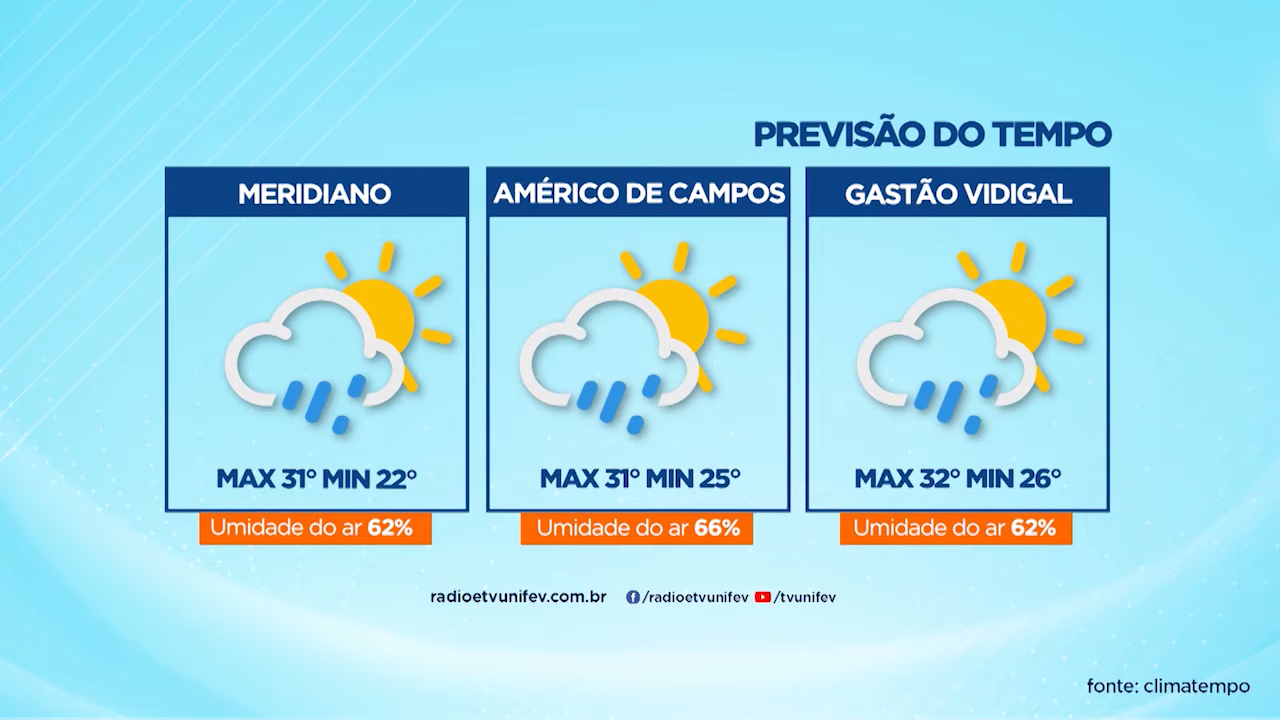 PREVISÃO DO TEMPO
MERIDIANO
MAX 31° MIN 22°
Umidade do ar 62%
AMÉRICO DE CAMPOS
MAX 31° MIN 25°
Umidade do ar 66%
GASTÃO VIDIGAL
MAX 32° MIN 26°
Umidade do ar 62%
radioetvunifev.com.br /radioetvunifev /tvunifev
fonte: climatempo